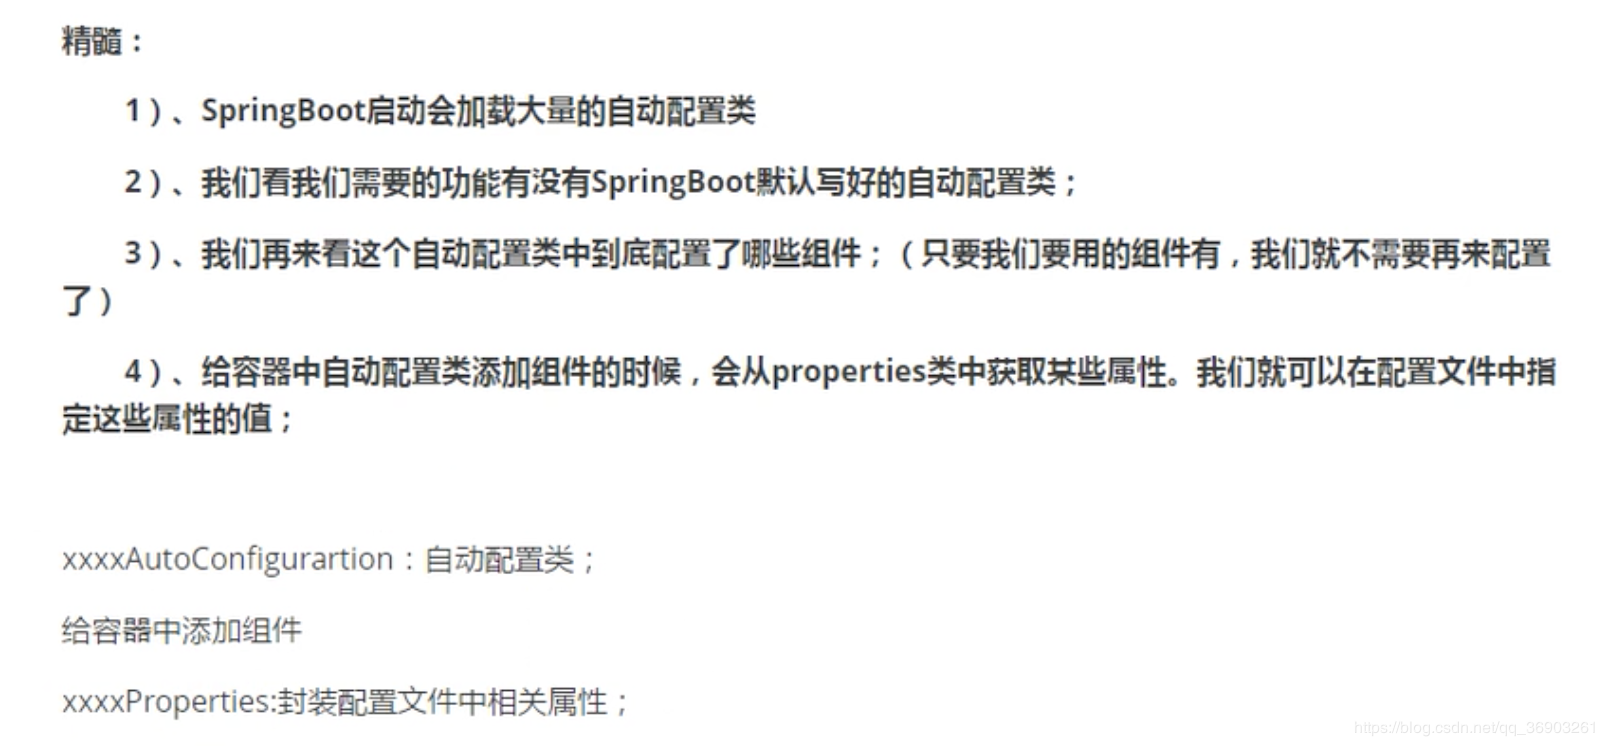 精髓：
1）、SpringBoot启动会加载大量的自动配置类
2）、我们看我们需要的功能有没有SpringBoot默认写好的自动配置类；
3）、我们再来看这个自动配置类中到底配置了哪些组件；（只要我们要用的组件有，我们就不需要再来配置
了）
4）、给容器中自动配置类添加组件的时候，会从properties类中获取某些属性。我们就可以在配置文件中指
定这些属性的值；
xxxxAutoConfigurartion：自动配置类；
给容器中添加组件
xxxxProperties:封装配置文件中相关属性；
https://blog.csdn.net/qq_36903261